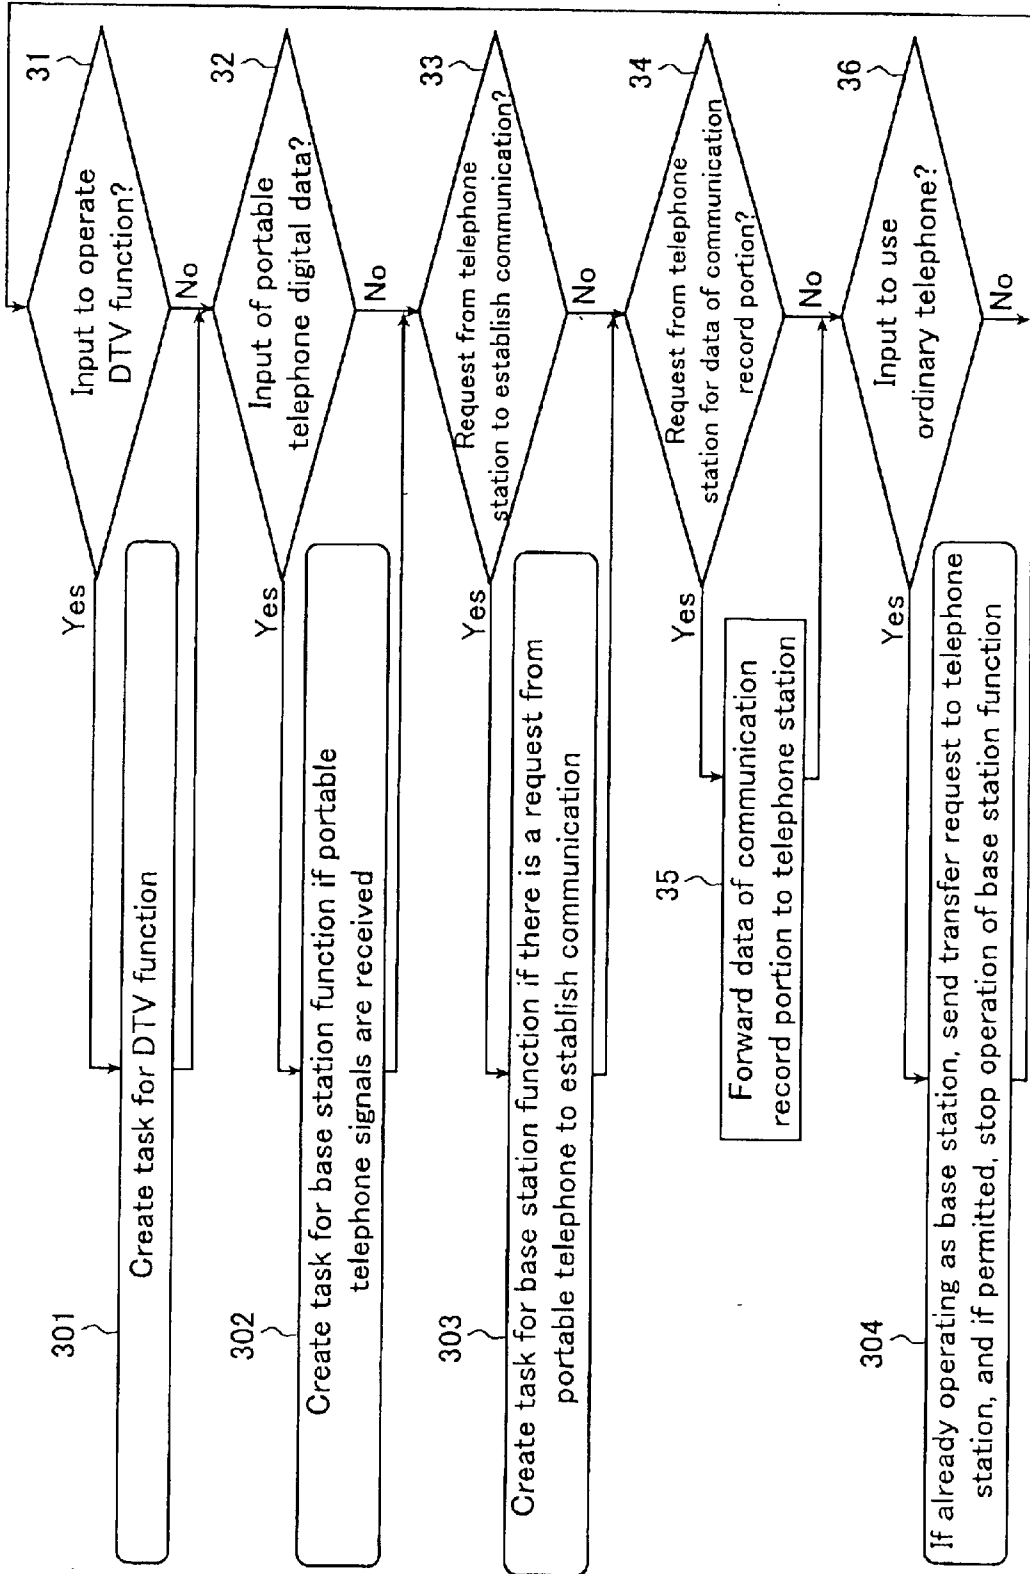 31
Input to operate
DTV function?
Yes
No
301
Create task for DTV function
32
Input of portable
telephone digital data?
Yes
No
302
Create task for base station function if portable
telephone signals are received
33
Request from telephone
station to establish communication?
Yes
No
303
Create task for base station function if there is a request from
portable telephone to establish communication
34
Request from telephone
station for data of communication
record portion?
Yes
No
35
Forward data of communication
record portion to telephone station
36
Input to use
ordinary telephone?
Yes
No
304
If already operating as base station, send transfer request to telephone
station, and if permitted, stop operation of base station function